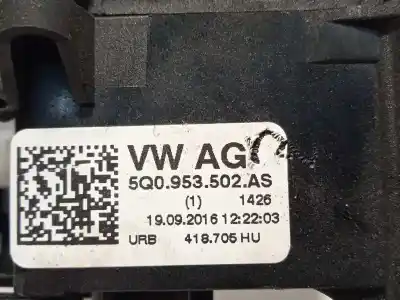 VW AG
5Q0.953.502.AS
(1) 1426
19.09.2016 12:22:03
URB 418.705 HU